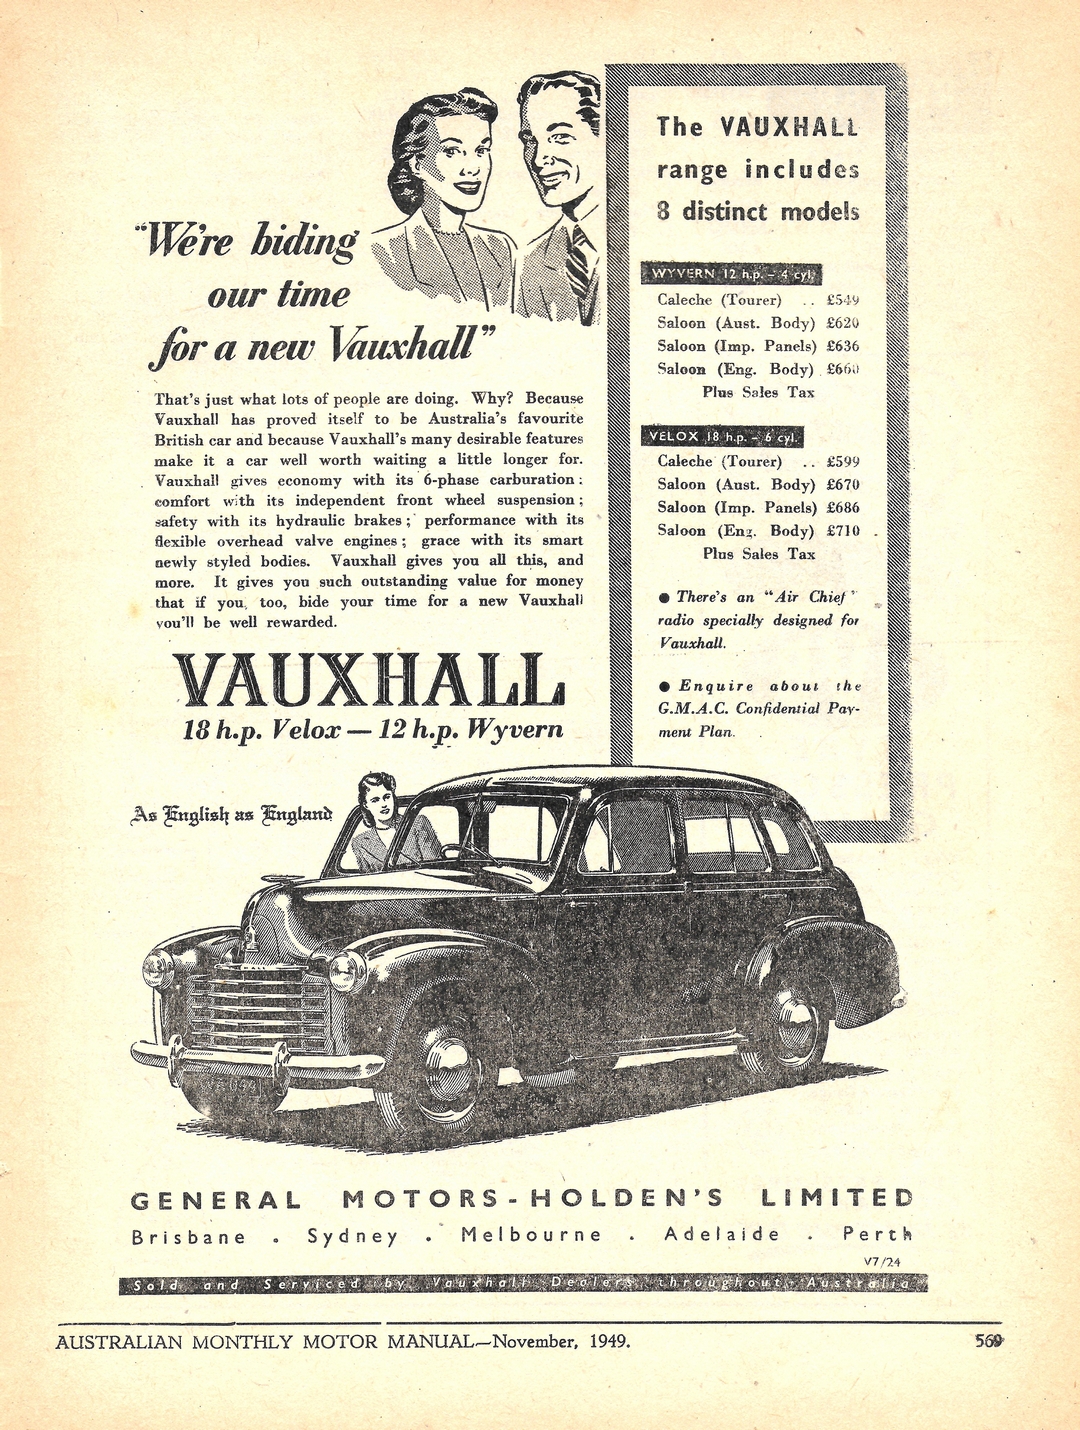 "We're biding
our time
for a new Vauxhall"
That's just what lots of people are doing. Why? Because
Vauxhall has proved itself to be Australia's favourite
British car and because Vauxhall's many desirable features
make it a car well worth waiting a little longer for.
Vauxhall gives economy with its 6-phase carburation;
comfort with its independent front wheel suspension;
safety with its hydraulic brakes; performance with its
flexible overhead valve engines; grace with its smart
newly styled bodies. Vauxhall gives you all this, and
more. It gives you such outstanding value for money
that if you, too, bide your time for a new Vauxhall
you'll be well rewarded.
VAUXHALL
18 h.p. Velox — 12 h.p. Wyvern
As English as England
The VAUXHALL
range includes
8 distinct models
WYVERN 12 h.p. – 4 cyl.
Caleche (Tourer) .. £549
Saloon (Aust. Body) £620
Saloon (Imp. Panels) £636
Saloon (Eng. Body) . £660
Plus Sales Tax
VELOX 18 h.p. – 6 cyl.
Caleche (Tourer) .. £599
Saloon (Aust. Body) £670
Saloon (Imp. Panels) £686
Saloon (Eng. Body) £710
Plus Sales Tax
● There's an "Air Chief"
radio specially designed for
Vauxhall.
● Enquire about the
G.M.A.C. Confidential Pay-
ment Plan.
GENERAL MOTORS-HOLDEN'S LIMITED
Brisbane . Sydney . Melbourne . Adelaide . Perth
V7/24
Sold and Serviced by Vauxhall Dealers throughout Australia
AUSTRALIAN MONTHLY MOTOR MANUAL—November, 1949. 569